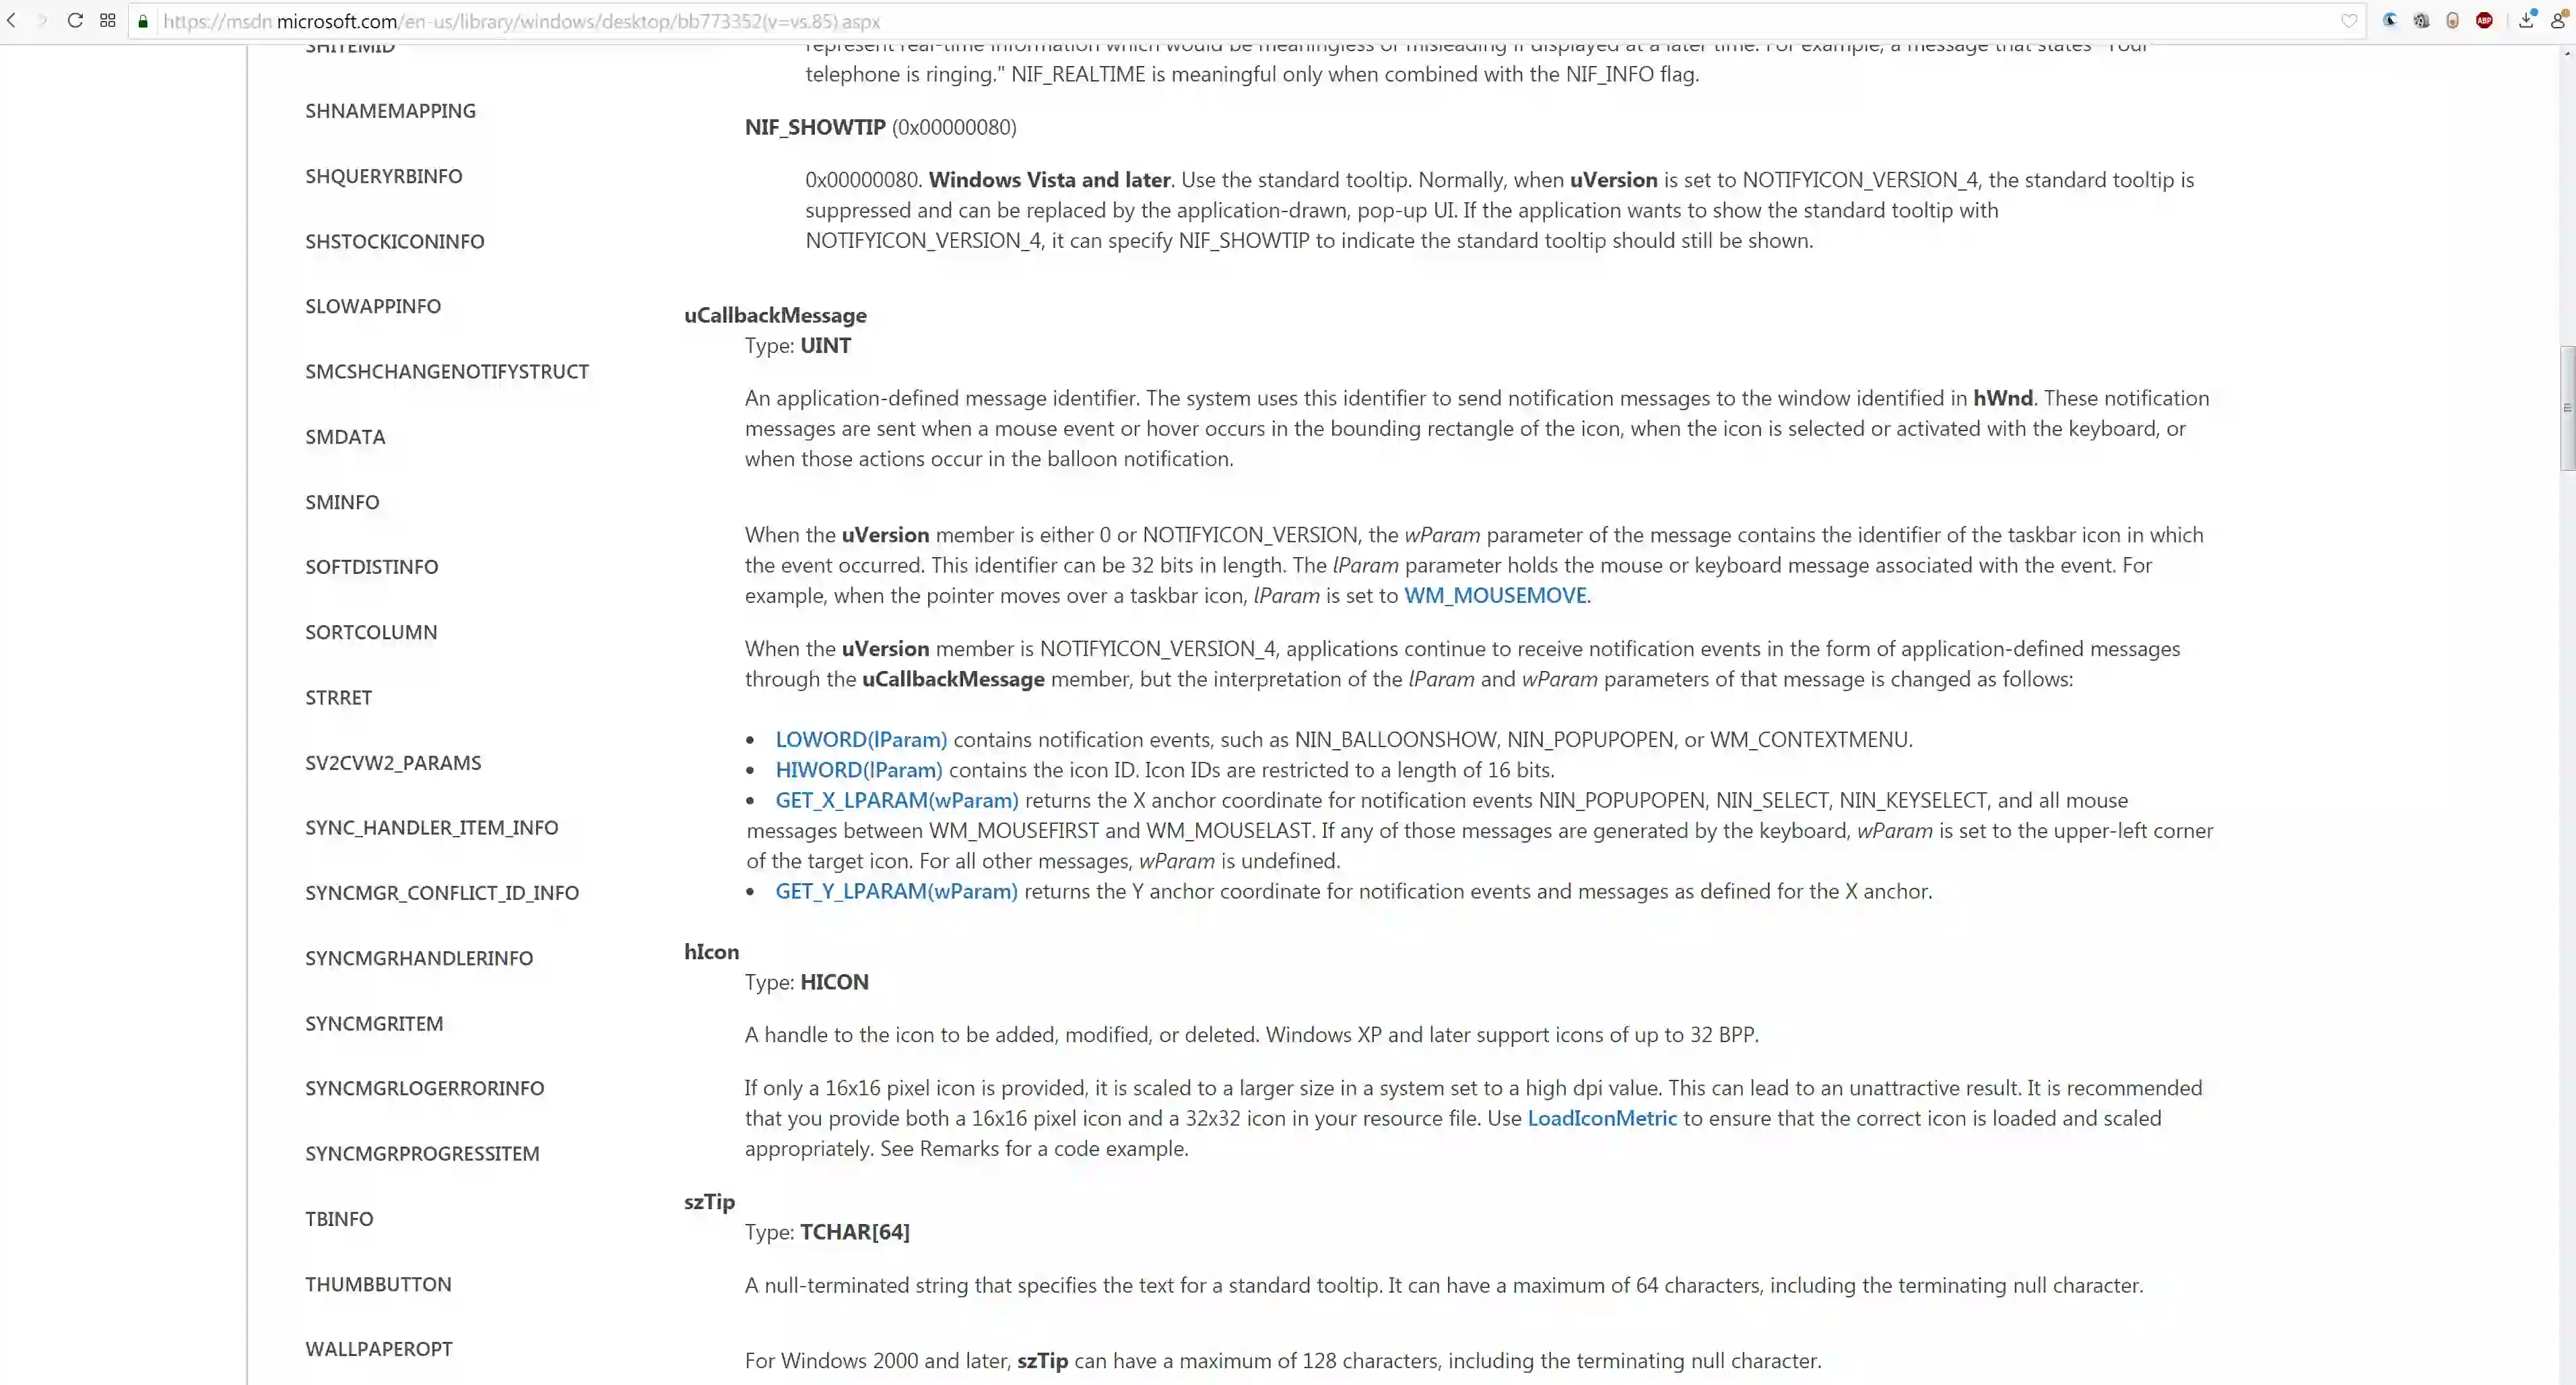 https://msdn.microsoft.com/en-us/library/windows/desktop/bb773352(v=vs.85).aspx
SHITEMID
SHNAMEMAPPING
SHQUERYRBINFO
SHSTOCKICONINFO
SLOWAPPINFO
SMCSHCHANGENOTIFYSTRUCT
SMDATA
SMINFO
SOFTDISTINFO
SORTCOLUMN
STRRET
SV2CVW2_PARAMS
SYNC_HANDLER_ITEM_INFO
SYNCMGR_CONFLICT_ID_INFO
SYNCMGRHANDLERINFO
SYNCMGRITEM
SYNCMGRLOGERRORINFO
SYNCMGRPROGRESSITEM
TBINFO
THUMBBUTTON
WALLPAPEROPT
represent real-time information which would be meaningless or misleading if displayed at a later time. For example, a message that states "Your
telephone is ringing." NIF_REALTIME is meaningful only when combined with the NIF_INFO flag.
NIF_SHOWTIP (0x00000080)
0x00000080. Windows Vista and later. Use the standard tooltip. Normally, when uVersion is set to NOTIFYICON_VERSION_4, the standard tooltip is
suppressed and can be replaced by the application-drawn, pop-up UI. If the application wants to show the standard tooltip with
NOTIFYICON_VERSION_4, it can specify NIF_SHOWTIP to indicate the standard tooltip should still be shown.
uCallbackMessage
Type: UINT
An application-defined message identifier. The system uses this identifier to send notification messages to the window identified in hWnd. These notification
messages are sent when a mouse event or hover occurs in the bounding rectangle of the icon, when the icon is selected or activated with the keyboard, or
when those actions occur in the balloon notification.
When the uVersion member is either 0 or NOTIFYICON_VERSION, the wParam parameter of the message contains the identifier of the taskbar icon in which
the event occurred. This identifier can be 32 bits in length. The lParam parameter holds the mouse or keyboard message associated with the event. For
example, when the pointer moves over a taskbar icon, lParam is set to WM_MOUSEMOVE.
When the uVersion member is NOTIFYICON_VERSION_4, applications continue to receive notification events in the form of application-defined messages
through the uCallbackMessage member, but the interpretation of the lParam and wParam parameters of that message is changed as follows:
• LOWORD(lParam) contains notification events, such as NIN_BALLOONSHOW, NIN_POPUPOPEN, or WM_CONTEXTMENU.
• HIWORD(lParam) contains the icon ID. Icon IDs are restricted to a length of 16 bits.
• GET_X_LPARAM(wParam) returns the X anchor coordinate for notification events NIN_POPUPOPEN, NIN_SELECT, NIN_KEYSELECT, and all mouse
messages between WM_MOUSEFIRST and WM_MOUSELAST. If any of those messages are generated by the keyboard, wParam is set to the upper-left corner
of the target icon. For all other messages, wParam is undefined.
• GET_Y_LPARAM(wParam) returns the Y anchor coordinate for notification events and messages as defined for the X anchor.
hIcon
Type: HICON
A handle to the icon to be added, modified, or deleted. Windows XP and later support icons of up to 32 BPP.
If only a 16x16 pixel icon is provided, it is scaled to a larger size in a system set to a high dpi value. This can lead to an unattractive result. It is recommended
that you provide both a 16x16 pixel icon and a 32x32 icon in your resource file. Use LoadIconMetric to ensure that the correct icon is loaded and scaled
appropriately. See Remarks for a code example.
szTip
Type: TCHAR[64]
A null-terminated string that specifies the text for a standard tooltip. It can have a maximum of 64 characters, including the terminating null character.
For Windows 2000 and later, szTip can have a maximum of 128 characters, including the terminating null character.